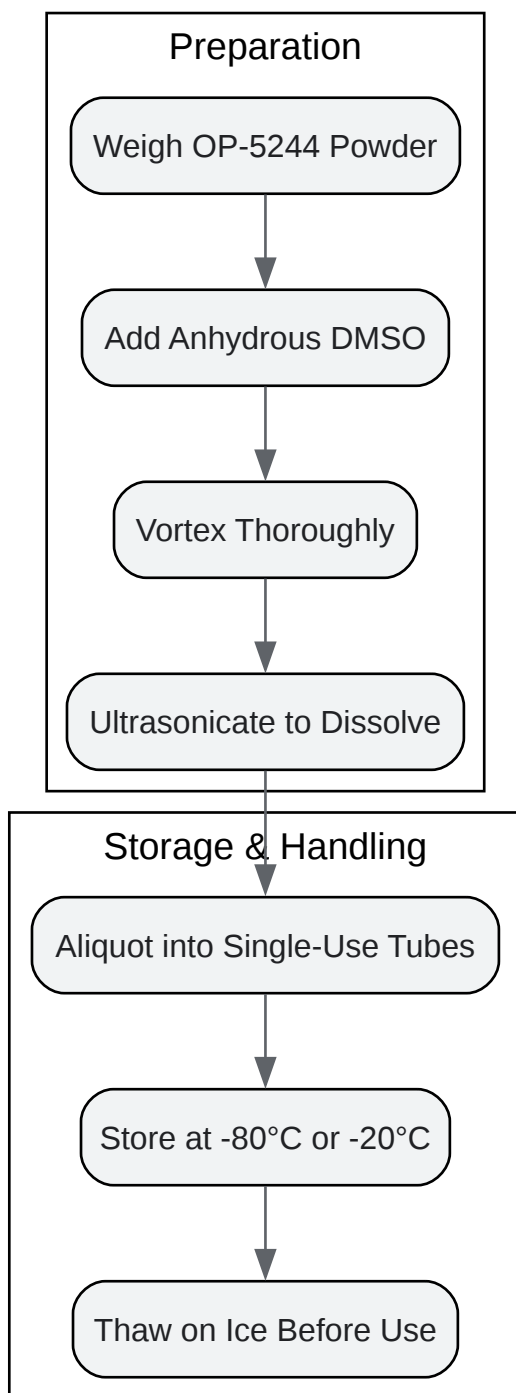 Preparation
Weigh OP-5244 Powder
Add Anhydrous DMSO
Vortex Thoroughly
Ultrasonicate to Dissolve
Storage & Handling
Aliquot into Single-Use Tubes
Store at -80°C or -20°C
Thaw on Ice Before Use